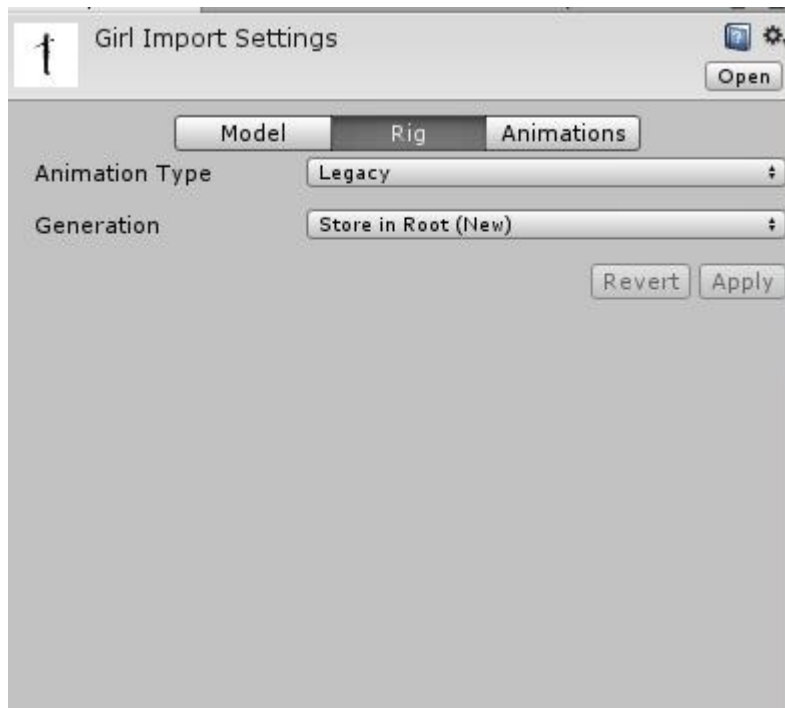 Girl Import Settings
Open
Model Rig Animations
Animation Type Legacy
Generation Store in Root (New)
Revert Apply